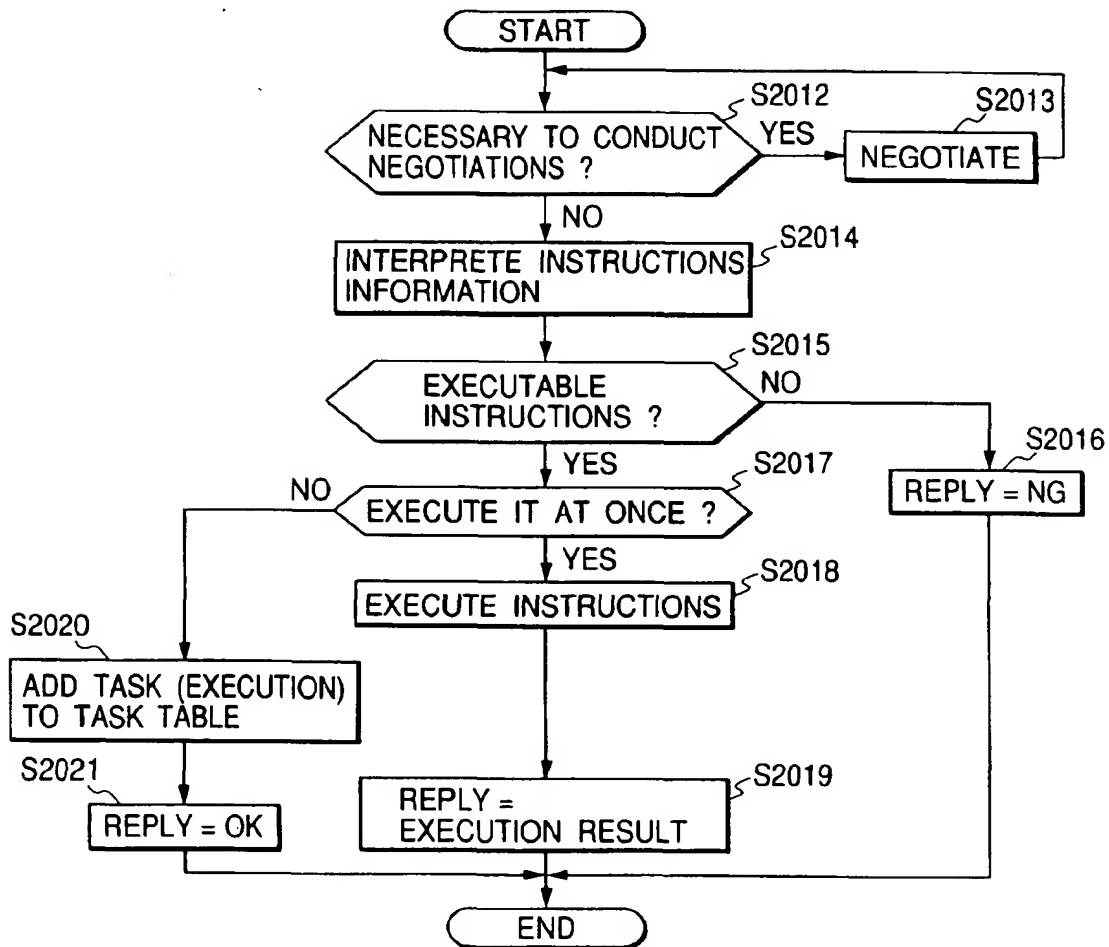 START
S2012
NECESSARY TO CONDUCT
NEGOTIATIONS ?
YES
S2013
NEGOTIATE
NO
S2014
INTERPRETE INSTRUCTIONS
INFORMATION
S2015
EXECUTABLE
INSTRUCTIONS ?
NO
S2016
REPLY = NG
YES
S2017
NO
EXECUTE IT AT ONCE ?
YES
S2018
EXECUTE INSTRUCTIONS
S2020
ADD TASK (EXECUTION)
TO TASK TABLE
S2021
REPLY = OK
S2019
REPLY =
EXECUTION RESULT
END